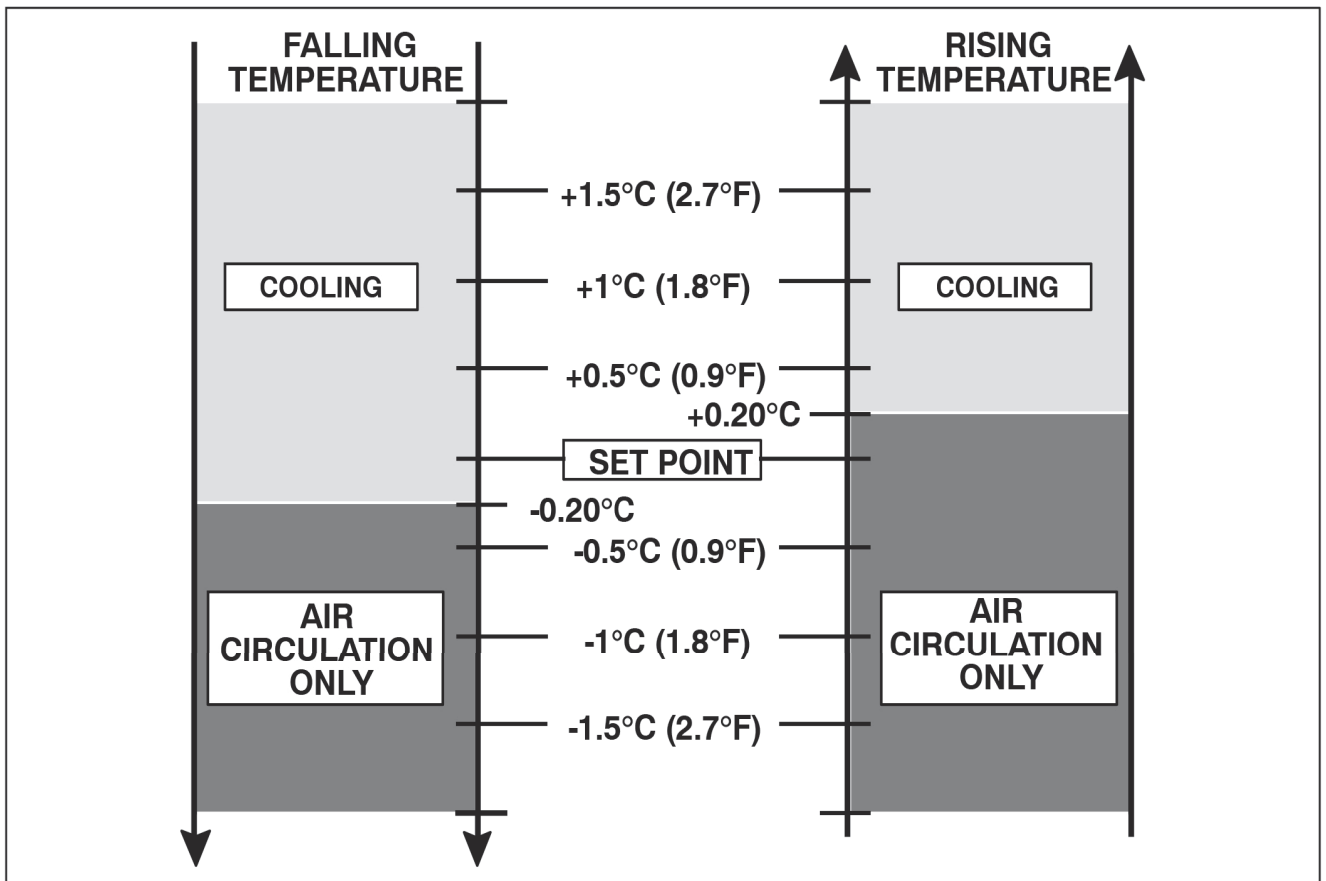 FALLING
TEMPERATURE
RISING
TEMPERATURE
+1.5°C (2.7°F)
COOLING
+1°C (1.8°F)
COOLING
+0.5°C (0.9°F)
+0.20°C
SET POINT
-0.20°C
-0.5°C (0.9°F)
AIR
CIRCULATION
ONLY
-1°C (1.8°F)
AIR
CIRCULATION
ONLY
-1.5°C (2.7°F)